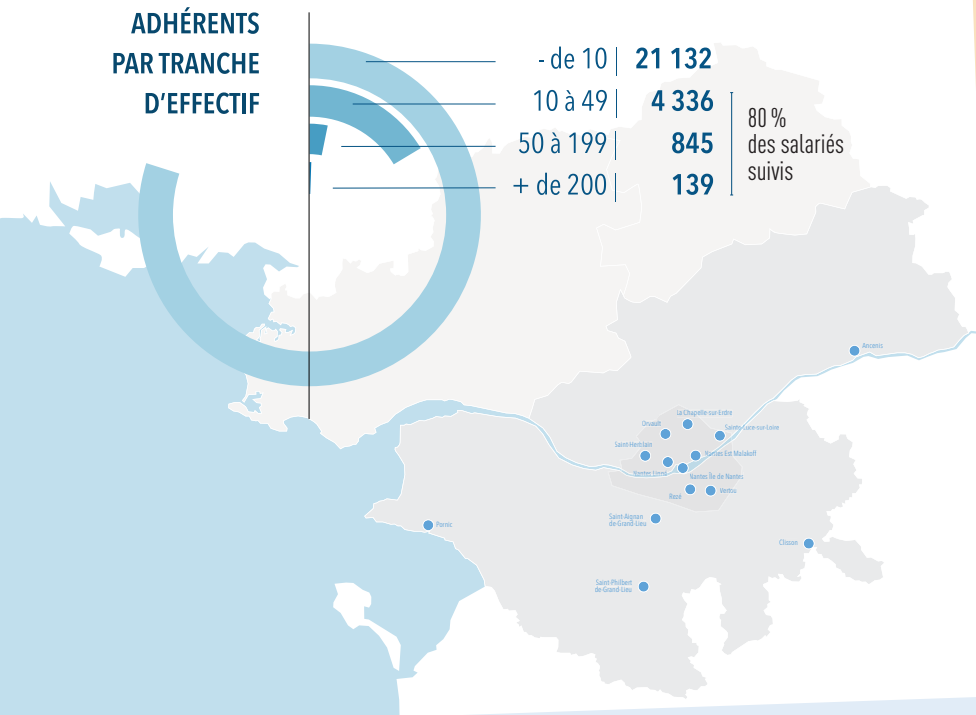 ADHÉRENTS
PAR TRANCHE
D'EFFECTIF
- de 10 | 21 132
10 à 49 | 4 336
50 à 199 | 845
+ de 200 | 139
80 %
des salariés
suivis
Ancenis
La Chapelle-sur-Erdre
Orvault
Sainte-Luce-sur-Loire
Saint-Herblain
Nantes Est Malakoff
Nantes Île de Nantes
Rezé
Vertou
Saint-Aignan
de-Grand-Lieu
Pornic
Clisson
Saint-Philbert
de-Grand-Lieu